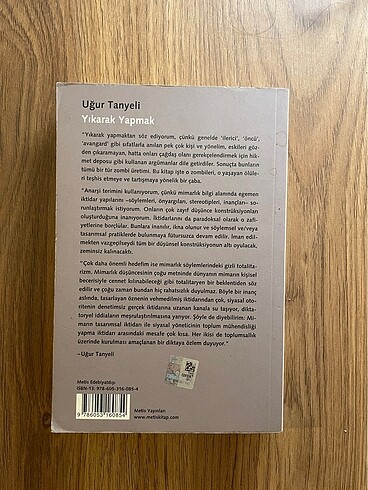 Uğur Tanyeli
Yıkarak Yapmak
"Yıkarak yapmaktan söz ediyorum, çünkü genelde 'ilerici', 'öncü',
'avangard' gibi sıfatlarla anılan pek çok kişi ve yönelim, eskileri göz-
den çıkaramayan, hatta onları çağdaş olanı gerekçelendirmek için hik-
met deposu gibi kullanan argümanlar dile getirdiler. Sonuçta bunların
tümü bir tür zombi üretimi. Bu kitap işte o zombileri, o yaşayan ölüle-
ri teşhis etmeye ve tartışmaya yönelik bir çaba.
"Anarşi terimini kullanıyorum, çünkü mimarlık bilgi alanında egemen
iktidar yapılarını –söylemleri, önyargıları, stereotipleri, inançları– so-
runlaştırmak istiyorum. Onların çok zayıf düşünce konstrüksiyonları
oluşturduğuna inanıyorum. İktidarlarını da paradoksal olarak o zafi-
yetlerine borçlular. Bunlara inanılır, ikna olunur ve söylemsel ve/veya
tasarımsal pratiklerde bulunmaya fütursuzca devam edilir. İman edil-
mekten vazgeçilseydi tüm bir düşünsel konstrüksiyonun altı oyulacak,
zeminsiz kalınacaktı.
"Çok daha önemli hedefim ise mimarlık söylemlerindeki gizli totalita-
rizm. Mimarlık düşüncesinin çoğu metninde dünyanın mimarın kişisel
becerisiyle cennet kılınabileceği gibi totalitaryen bir beklentiden söz
edilir ve çoğu zaman bundan hiç rahatsızlık duyulmaz. Böyle bir inanç
asında, tasarlayan öznenin vehmedilmiş iktidarından çok, siyasal oto-
ritenin denetimsiz gerçek iktidarına uzanan kanala su taşıyor, dikta-
toryel iddiaların meşrulaştırılmasına yarıyor. Şöyle de diyebilirim: Mi-
marın tasarımsal iktidarı ile siyasal yöneticinin toplum mühendisliği
yapma iktidarı arasındaki mesafe çok kısa. Her ikisi de toplumsallık
üzerinde kurulması amaçlanan bir diktaya özlem duyuyor."
–Uğur Tanyeli
Metis Edebiyatdışı
ISBN-13: 978-605-316-085-4
9 786053 160854
Metis Yayınları
www.metiskitap.com